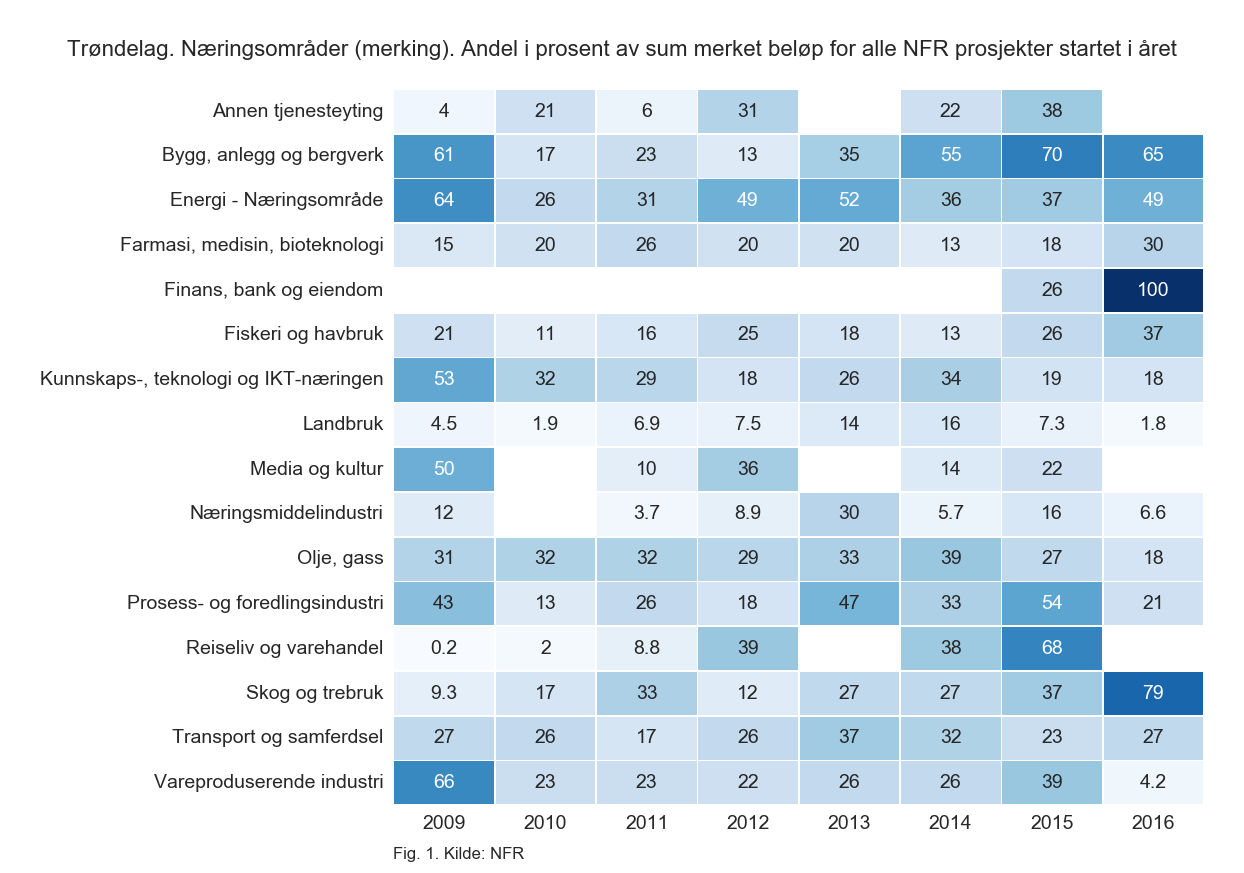 Trøndelag. Næringsområder (merking). Andel i prosent av sum merket beløp for alle NFR prosjekter startet i året
Annen tjenesteyting 4 21 6 31 22 38
Bygg, anlegg og bergverk 61 17 23 13 35 55 70 65
Energi - Næringsområde 64 26 31 49 52 36 37 49
Farmasi, medisin, bioteknologi 15 20 26 20 20 13 18 30
Finans, bank og eiendom 26 100
Fiskeri og havbruk 21 11 16 25 18 13 26 37
Kunnskaps-, teknologi og IKT-næringen 53 32 29 18 26 34 19 18
Landbruk 4.5 1.9 6.9 7.5 14 16 7.3 1.8
Media og kultur 50 10 36 14 22
Næringsmiddelindustri 12 3.7 8.9 30 5.7 16 6.6
Olje, gass 31 32 32 29 33 39 27 18
Prosess- og foredlingsindustri 43 13 26 18 47 33 54 21
Reiseliv og varehandel 0.2 2 8.8 39 38 68
Skog og trebruk 9.3 17 33 12 27 27 37 79
Transport og samferdsel 27 26 17 26 37 32 23 27
Vareproduserende industri 66 23 23 22 26 26 39 4.2
2009 2010 2011 2012 2013 2014 2015 2016
Fig. 1. Kilde: NFR